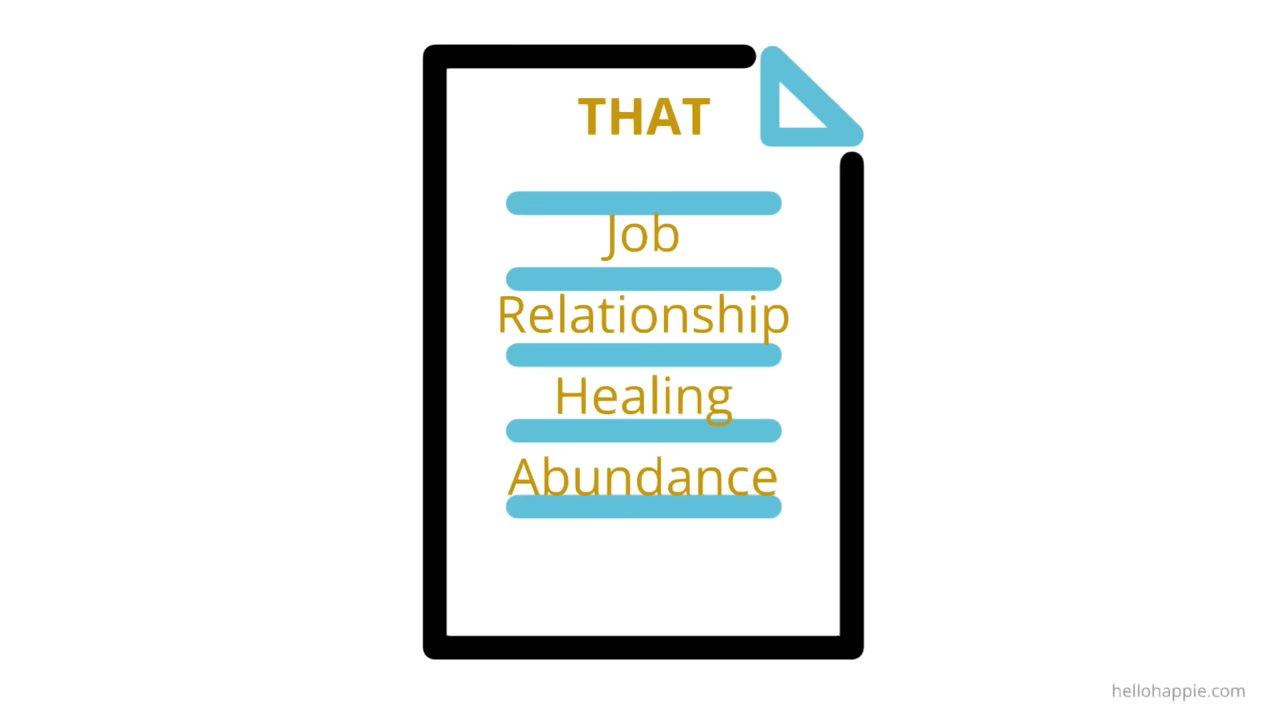 THAT
Job
Relationship
Healing
Abundance
hellohappie.com